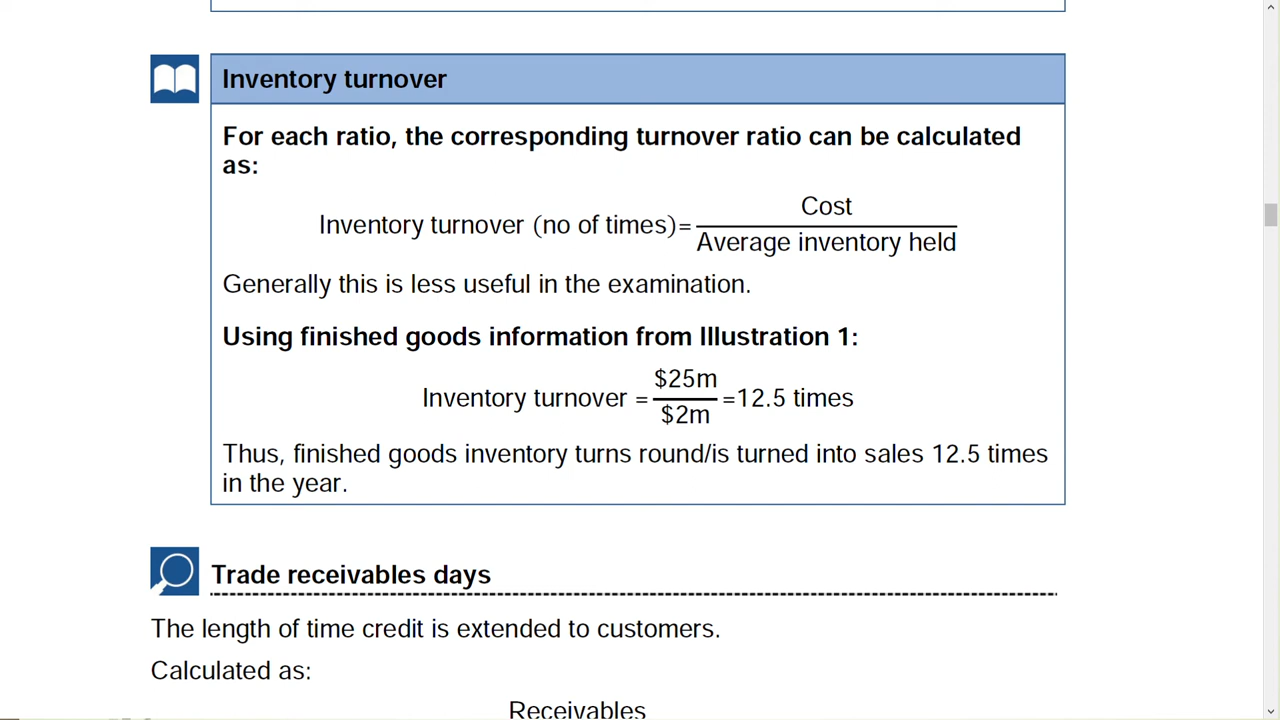 Inventory turnover
For each ratio, the corresponding turnover ratio can be calculated
as:
Inventory turnover (no of times)= Cost / Average inventory held
Generally this is less useful in the examination.
Using finished goods information from Illustration 1:
Inventory turnover = $25m / $2m =12.5 times
Thus, finished goods inventory turns round/is turned into sales 12.5 times
in the year.
Trade receivables days
The length of time credit is extended to customers.
Calculated as:
Receivables